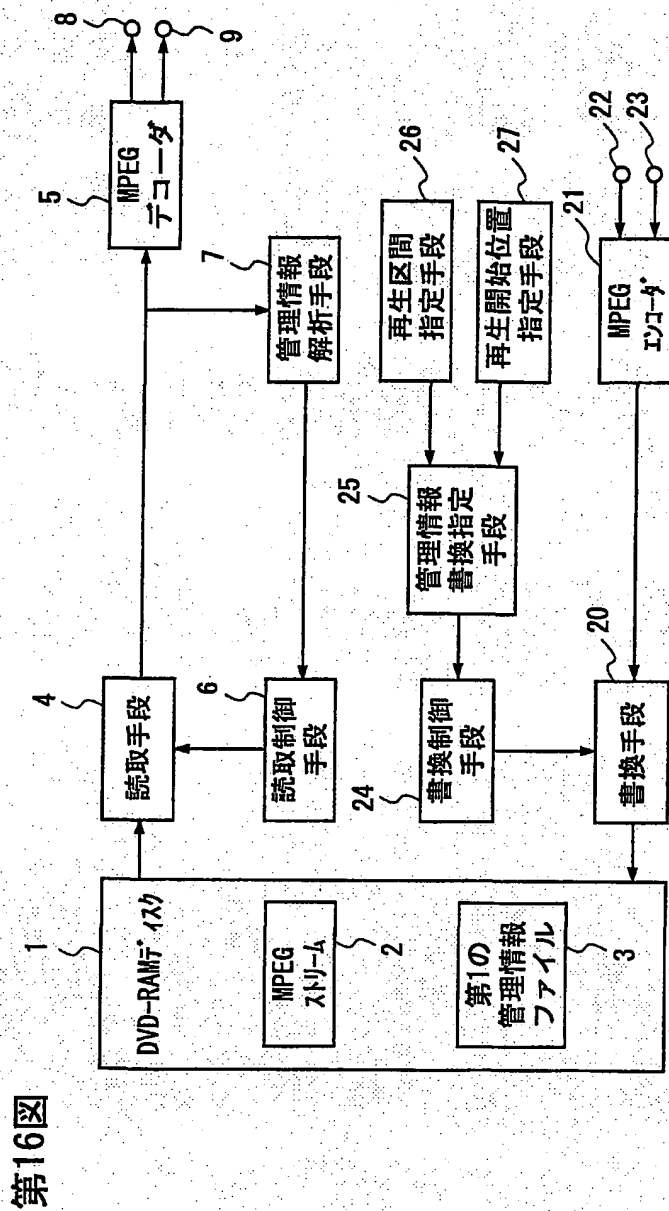 第16図
1
DVD-RAMディスク
MPEG
ストリーム
2
第1の
管理情報
ファイル
3
4
読取手段
6
読取制御
手段
24
書換制御
手段
20
書換手段
5
MPEG
デコーダ
8
9
7
管理情報
解析手段
25
管理情報
書換指定
手段
26
再生区間
指定手段
27
再生開始位置
指定手段
21
MPEG
エンコーダ
22
23